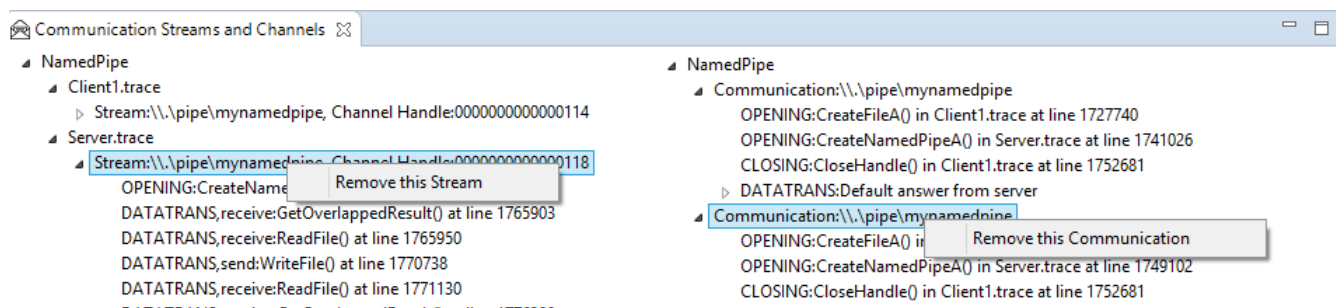 Communication Streams and Channels
NamedPipe
Client1.trace
Stream:\\.\pipe\mynamedpipe, Channel Handle:0000000000000114
Server.trace
Stream:\\.\pipe\mynamedpipe, Channel Handle:0000000000000118
Remove this Stream
OPENING:CreateName
DATATRANS,receive:GetOverlappedResult() at line 1765903
DATATRANS,receive:ReadFile() at line 1765950
DATATRANS,send:WriteFile() at line 1770738
DATATRANS,receive:ReadFile() at line 1771130
NamedPipe
Communication:\\.\pipe\mynamedpipe
OPENING:CreateFileA() in Client1.trace at line 1727740
OPENING:CreateNamedPipeA() in Server.trace at line 1741026
CLOSING:CloseHandle() in Client1.trace at line 1752681
DATATRANS:Default answer from server
Communication:\\.\pipe\mynamedpipe
Remove this Communication
OPENING:CreateFileA() in
OPENING:CreateNamedPipeA() in Server.trace at line 1749102
CLOSING:CloseHandle() in Client1.trace at line 1752681